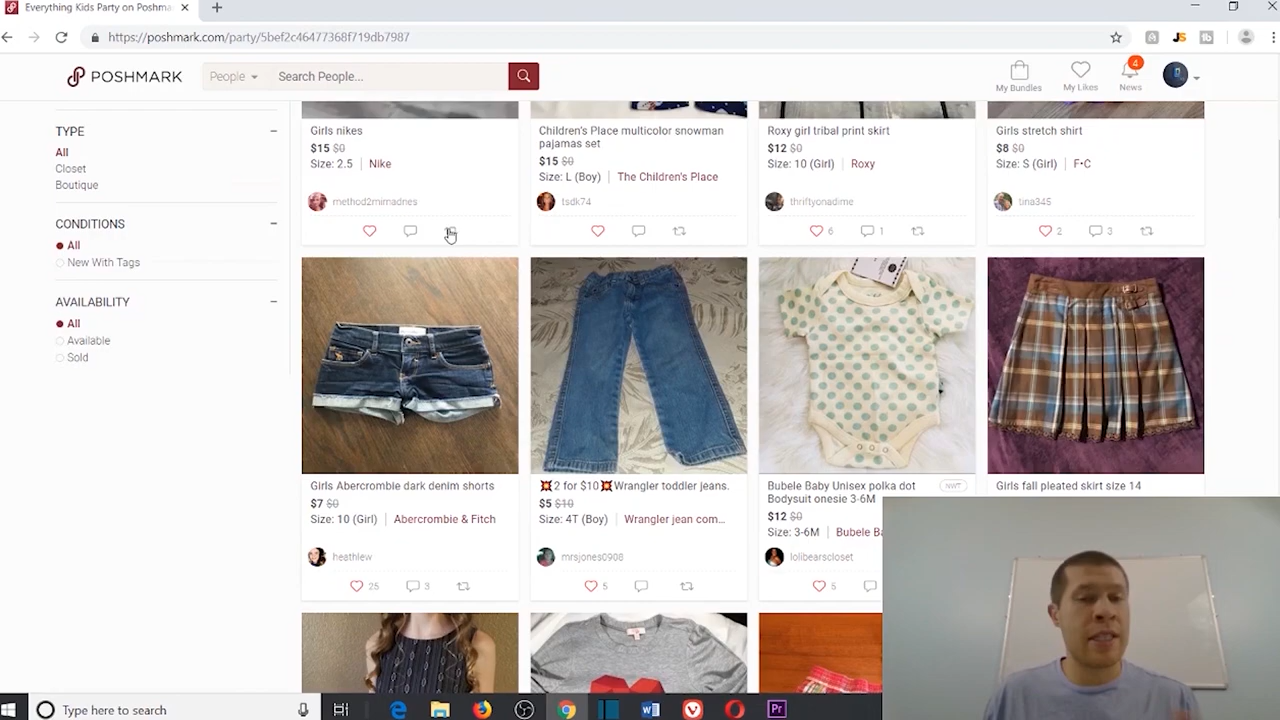 Everything Kids Party on Poshma
https://poshmark.com/party/5bef2c46477368f719db7987
JS
tb
POSHMARK
People
Search People...
My Bundles
My Likes
4
News
TYPE
All
Closet
Boutique
CONDITIONS
All
New With Tags
AVAILABILITY
All
Available
Sold
Girls nikes
$15 $0
Size: 2.5 | Nike
method2mimadnes
Children's Place multicolor snowman
pajamas set
$15 $0
Size: L (Boy) | The Children's Place
tsdk74
Roxy girl tribal print skirt
$12 $0
Size: 10 (Girl) | Roxy
thriftyonadime
6
1
Girls stretch shirt
$8 $0
Size: S (Girl) | F•C
tina345
2
3
Girls Abercrombie dark denim shorts
$7 $0
Size: 10 (Girl) | Abercrombie & Fitch
heathlew
25
3
💥2 for $10💥Wrangler toddler jeans.
$5 $10
Size: 4T (Boy) | Wrangler jean com...
mrsjones0908
5
Bubele Baby Unisex polka dot
Bodysuit onesie 3-6M
NWT
$12 $0
Size: 3-6M | Bubele Ba
lolibearscloset
5
Girls fall pleated skirt size 14
Type here to search
W
Pr